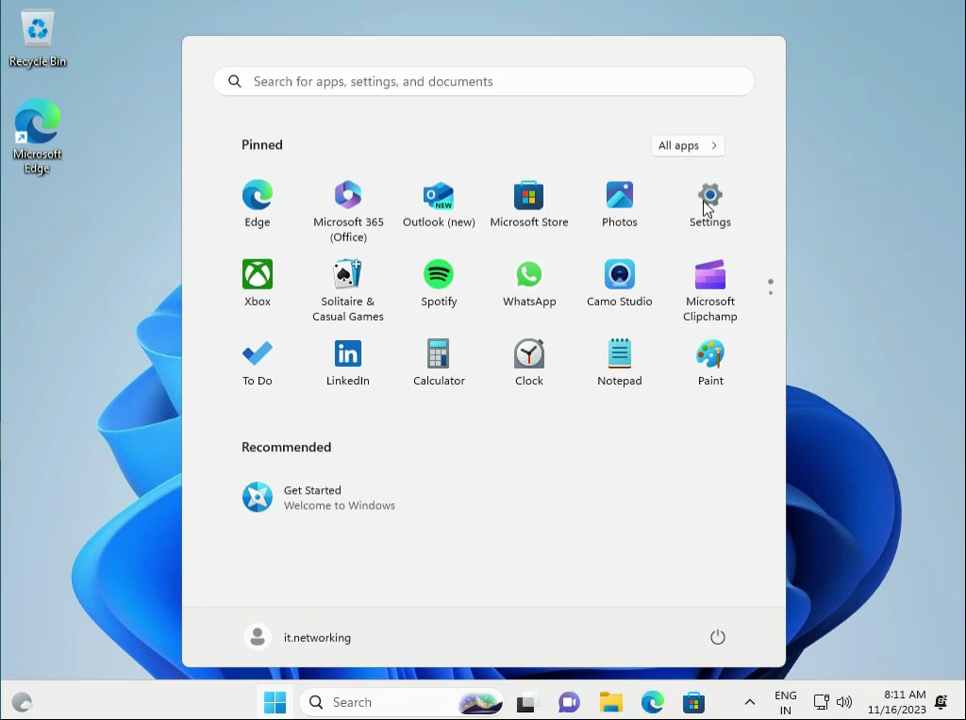 Recycle Bin
Microsoft
Edge
Search for apps, settings, and documents
Pinned
All apps
Edge
Microsoft 365
(Office)
NEW
Outlook (new)
Microsoft Store
Photos
Settings
Xbox
Solitaire &
Casual Games
Spotify
WhatsApp
Camo Studio
Microsoft
Clipchamp
To Do
in
LinkedIn
Calculator
Clock
Notepad
Paint
Recommended
Get Started
Welcome to Windows
it.networking
Search
ENG
IN
8:11 AM
11/16/2023